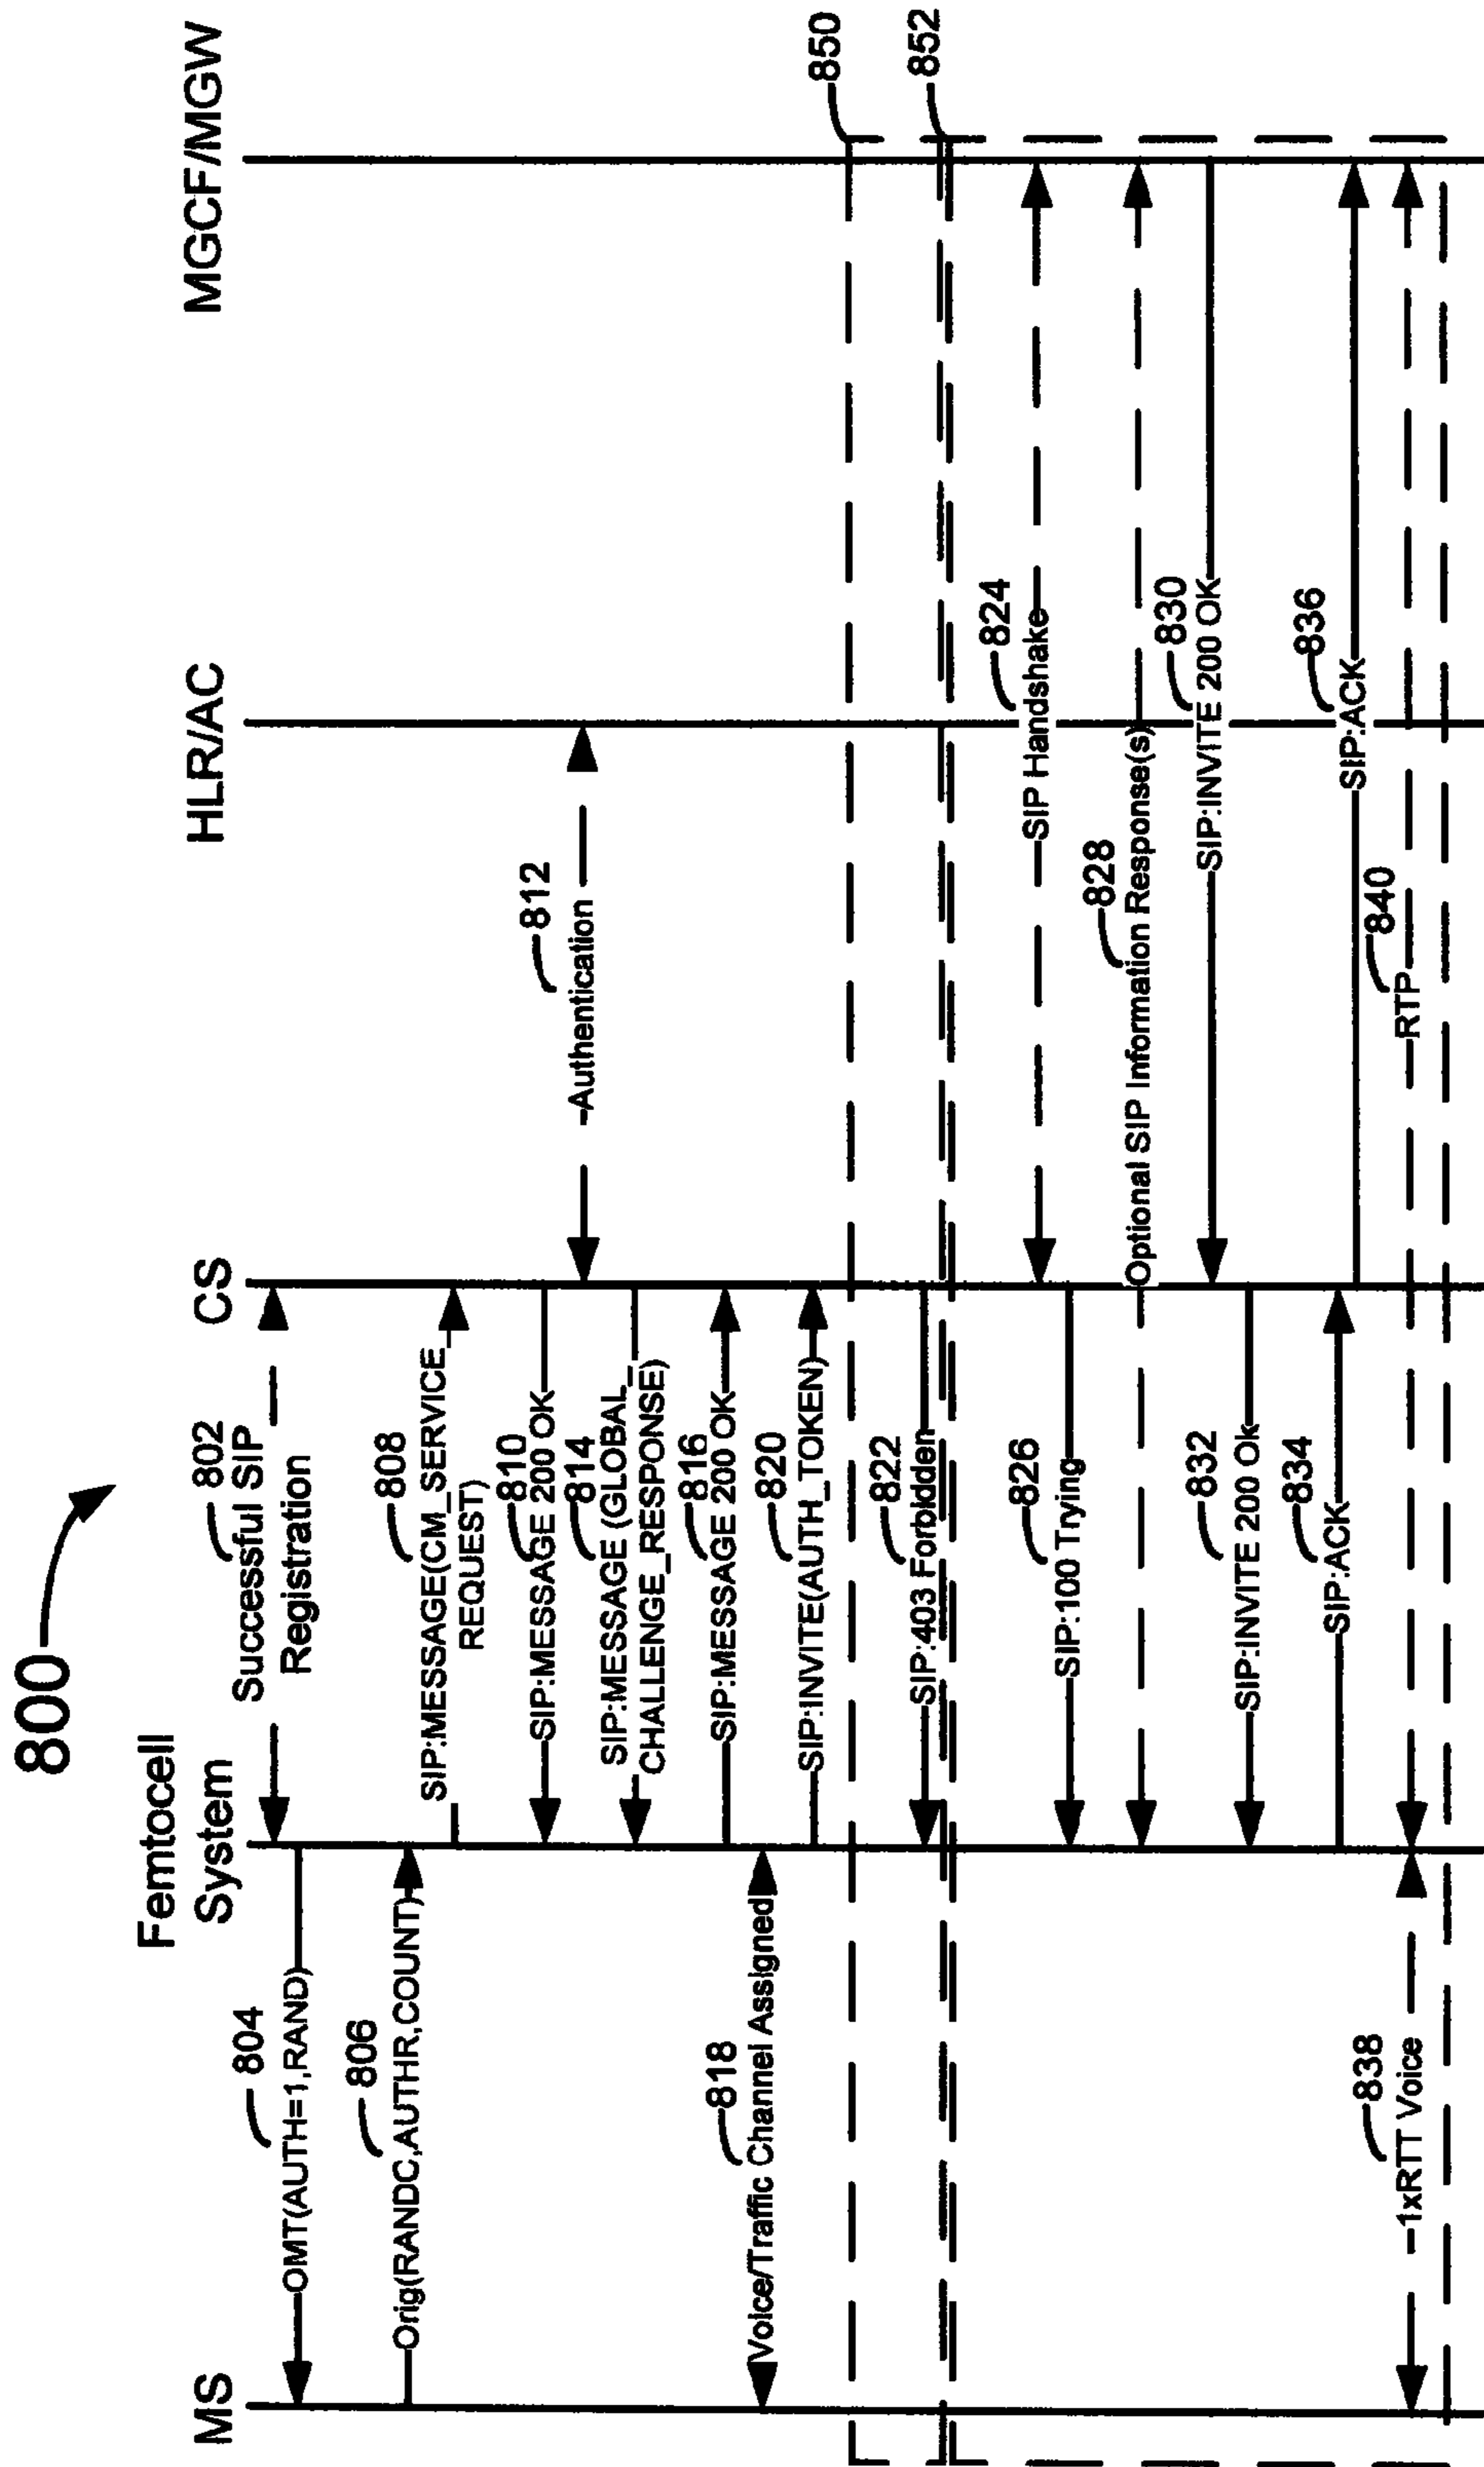 800
MS
Femtocell
System
CS
HLR/AC
MGCF/MGW
802
Successful SIP
Registration
804
OMT(AUTH=1,RAND)
806
Orig(RANDC,AUTHR,COUNT)
808
SIP:MESSAGE(CM_SERVICE_
REQUEST)
810
SIP:MESSAGE 200 OK
812
Authentication
814
SIP:MESSAGE (GLOBAL_
CHALLENGE_RESPONSE)
816
SIP:MESSAGE 200 OK
818
Voice/Traffic Channel Assigned
820
SIP:INVITE(AUTH_TOKEN)
850
822
SIP:403 Forbidden
852
824
SIP Handshake
826
SIP:100 Trying
828
Optional SIP Information Response(s)
830
SIP:INVITE 200 OK
832
SIP:INVITE 200 Ok
834
SIP:ACK
836
SIP:ACK
838
1xRTT Voice
840
RTP